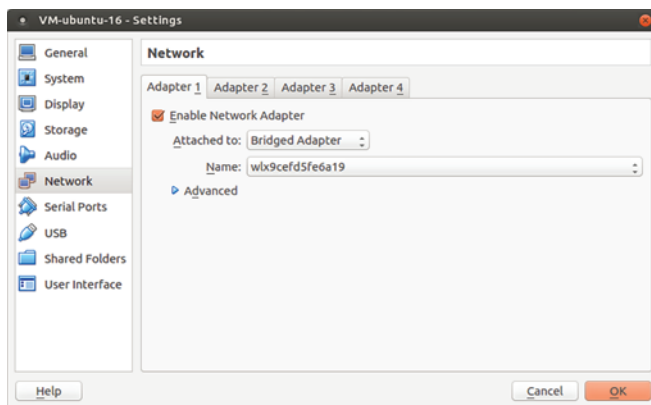 VM-ubuntu-16 - Settings
General
System
Display
Storage
Audio
Network
Serial Ports
USB
Shared Folders
User Interface
Network
Adapter 1 Adapter 2 Adapter 3 Adapter 4
Enable Network Adapter
Attached to: Bridged Adapter
Name: wlx9cefd5fe6a19
Advanced
Help Cancel OK